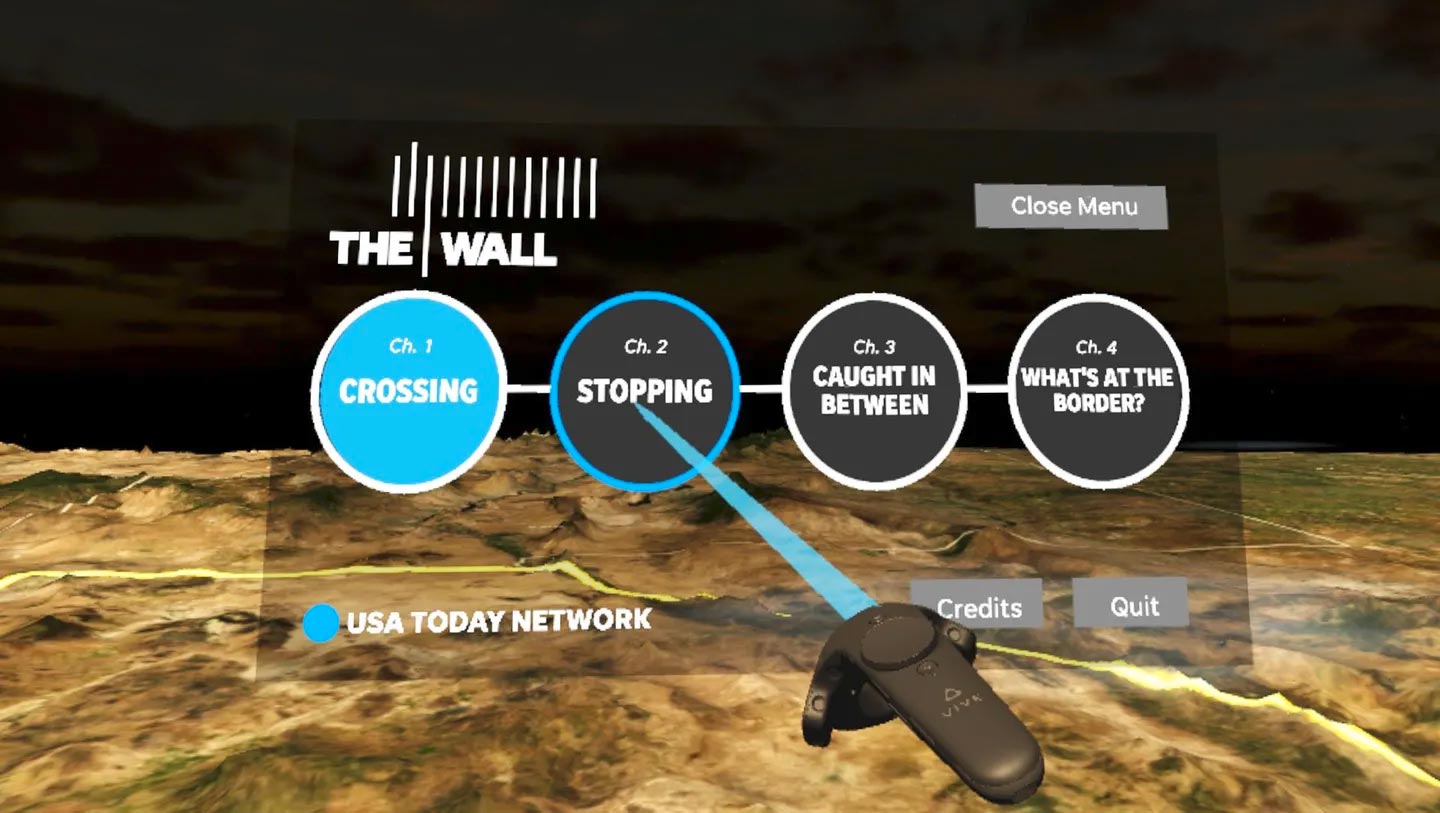 THE WALL
Close Menu
Ch. 1
CROSSING
Ch. 2
STOPPING
Ch. 3
CAUGHT IN
BETWEEN
Ch. 4
WHAT'S AT THE
BORDER?
USA TODAY NETWORK
Credits
Quit
VIVE